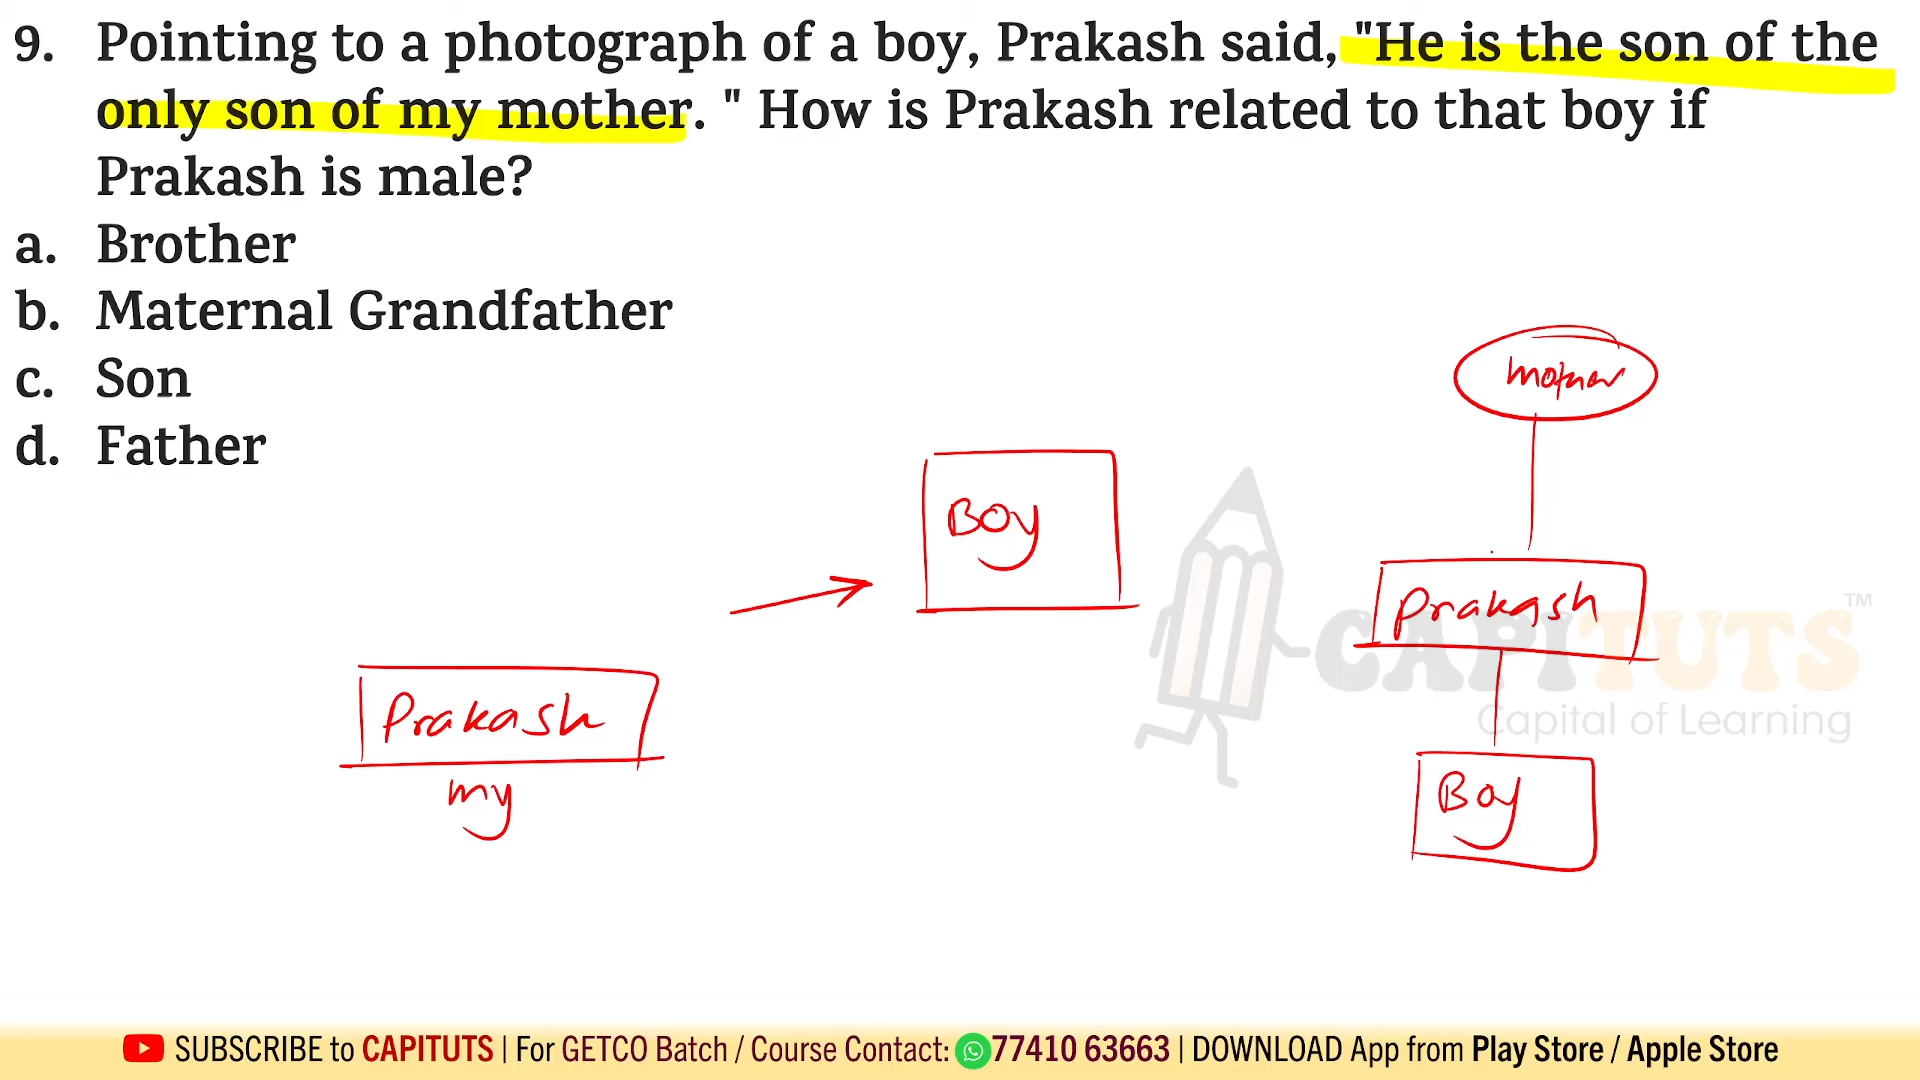 9. Pointing to a photograph of a boy, Prakash said, "He is the son of the
only son of my mother. " How is Prakash related to that boy if
Prakash is male?
a. Brother
b. Maternal Grandfather
c. Son
d. Father
mother
Boy
Prakash
CAPITUTS™
Capital of Learning
Prakash
my
Boy
SUBSCRIBE to CAPITUTS | For GETCO Batch / Course Contact: 77410 63663 | DOWNLOAD App from Play Store / Apple Store